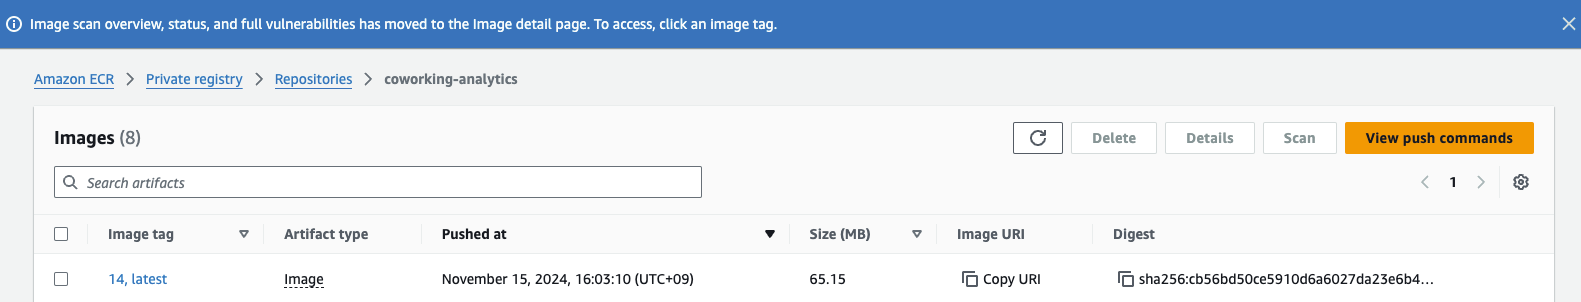 Image scan overview, status, and full vulnerabilities has moved to the Image detail page. To access, click an image tag.
Amazon ECR > Private registry > Repositories > coworking-analytics
Images (8) Delete Details Scan View push commands
Search artifacts 1
Image tag Artifact type Pushed at Size (MB) Image URI Digest
14, latest Image November 15, 2024, 16:03:10 (UTC+09) 65.15 Copy URI sha256:cb56bd50ce5910d6a6027da23e6b4...